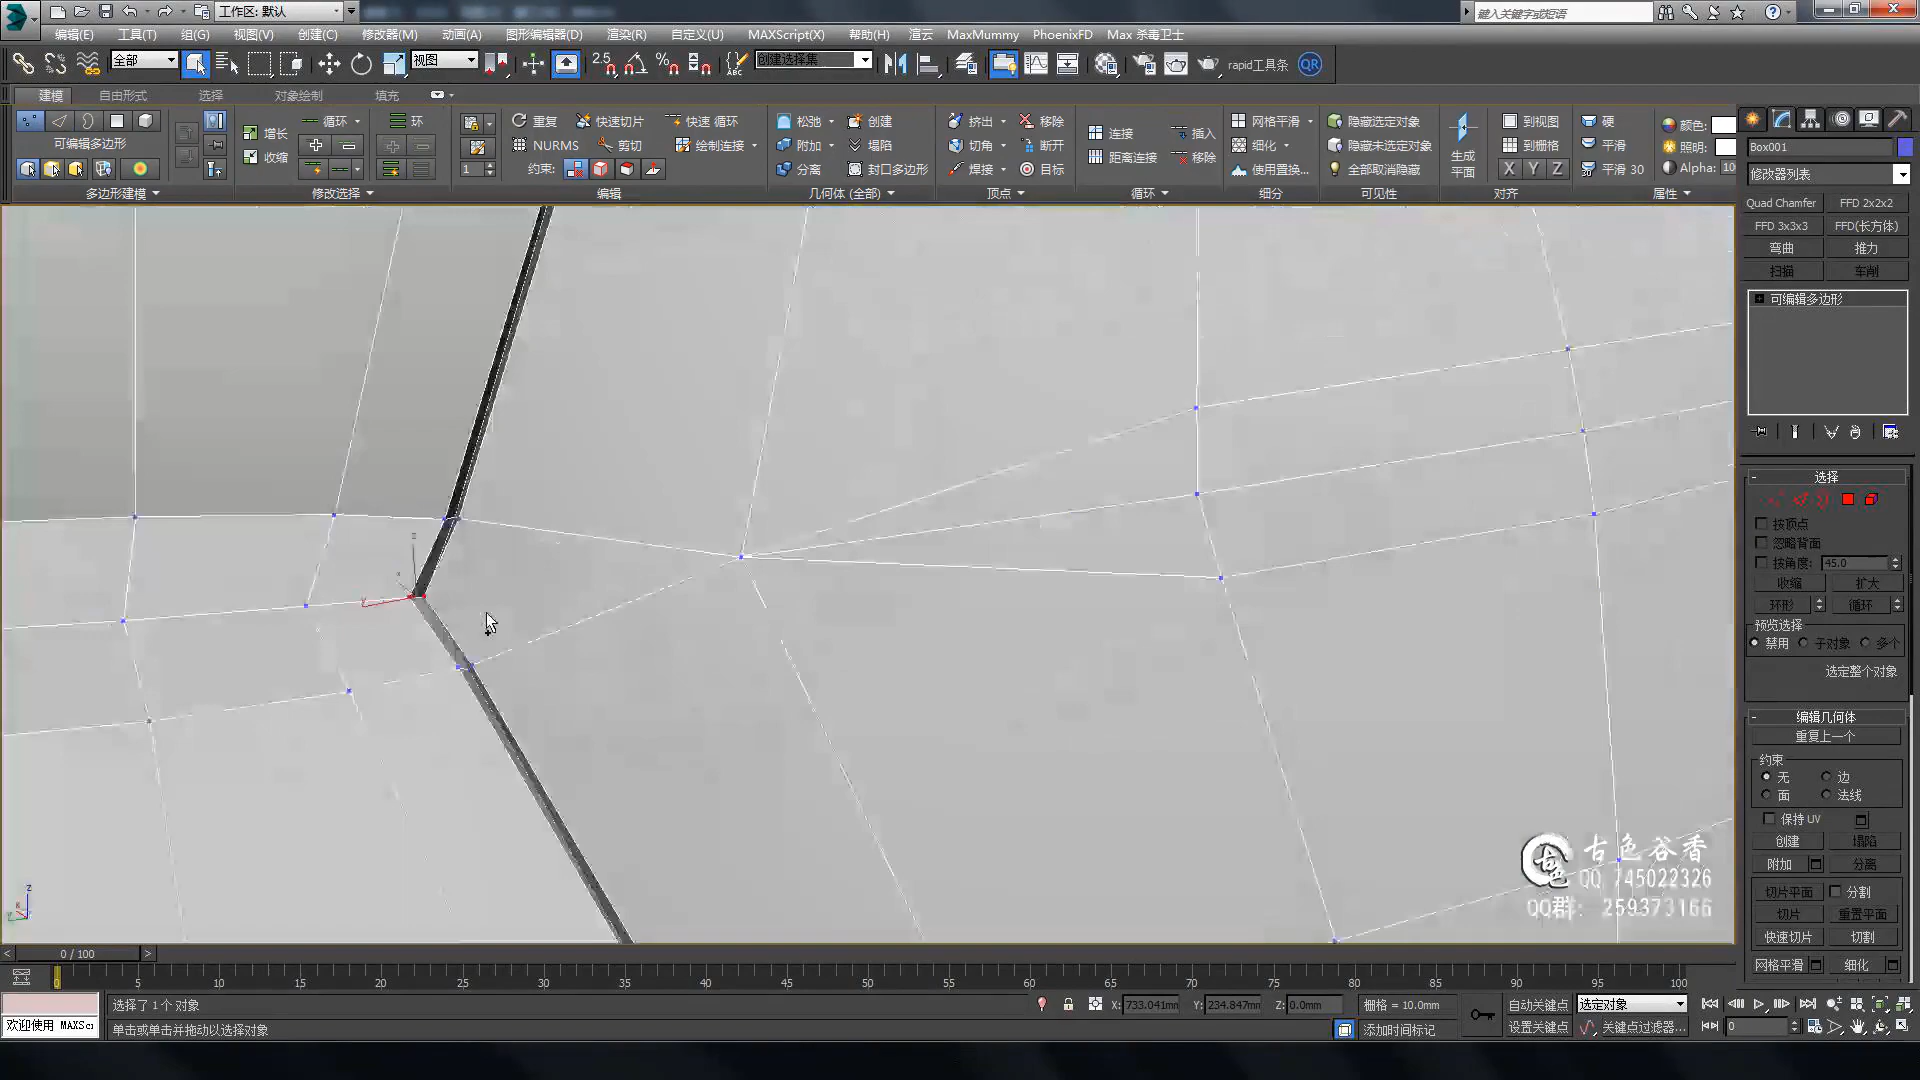 工作区: 默认
键入关键字或短语
编辑(E) 工具(T) 组(G) 视图(V) 创建(C) 修改器(M) 动画(A) 图形编辑器(D) 渲染(R) 自定义(U) MAXScript(X) 帮助(H) 渲云 MaxMummy PhoenixFD Max 杀毒卫士
全部 视图 2.5 创建选择集 rapid工具条 QR
建模 自由形式 选择 对象绘制 填充
增长 循环 环 重复 快速切片 快速 循环 松弛 创建 挤出 移除 连接 插入 网格平滑 隐藏选定对象 到视图 硬 颜色:
可编辑多边形 NURMS 剪切 绘制连接 附加 塌陷 切角 断开 细化 隐藏未选定对象 到栅格 平滑 照明:
收缩 1 约束: 分离 封口多边形 焊接 目标 距离连接 移除 使用置换... 全部取消隐藏 生成平面 X Y Z 平滑 30 Alpha: 10
多边形建模 修改选择 编辑 几何体 (全部) 顶点 循环 细分 可见性 对齐 属性
Box001
修改器列表
Quad Chamfer FFD 2x2x2
FFD 3x3x3 FFD(长方体)
弯曲 推力
扫描 车削
可编辑多边形
选择
按顶点
忽略背面
按角度: 45.0
收缩 扩大
环形 循环
预览选择
禁用 子对象 多个
选定整个对象
编辑几何体
重复上一个
约束
无 边
面 法线
保持 UV
创建 塌陷
附加 分离
切片平面 分割
切片 重置平面
快速切片 切割
网格平滑 细化
古色谷香
QQ 745022326
QQ群: 259373166
0 / 100
0 5 10 15 20 25 30 35 40 45 50 55 60 65 70 75 80 85 90 95 100
选择了 1 个 对象 X: 733.041mm Y: 234.847mm Z: 0.0mm 栅格 = 10.0mm 自动关键点 选定对象
欢迎使用 MAXScr 单击或单击并拖动以选择对象 添加时间标记 设置关键点 关键点过滤器... 0